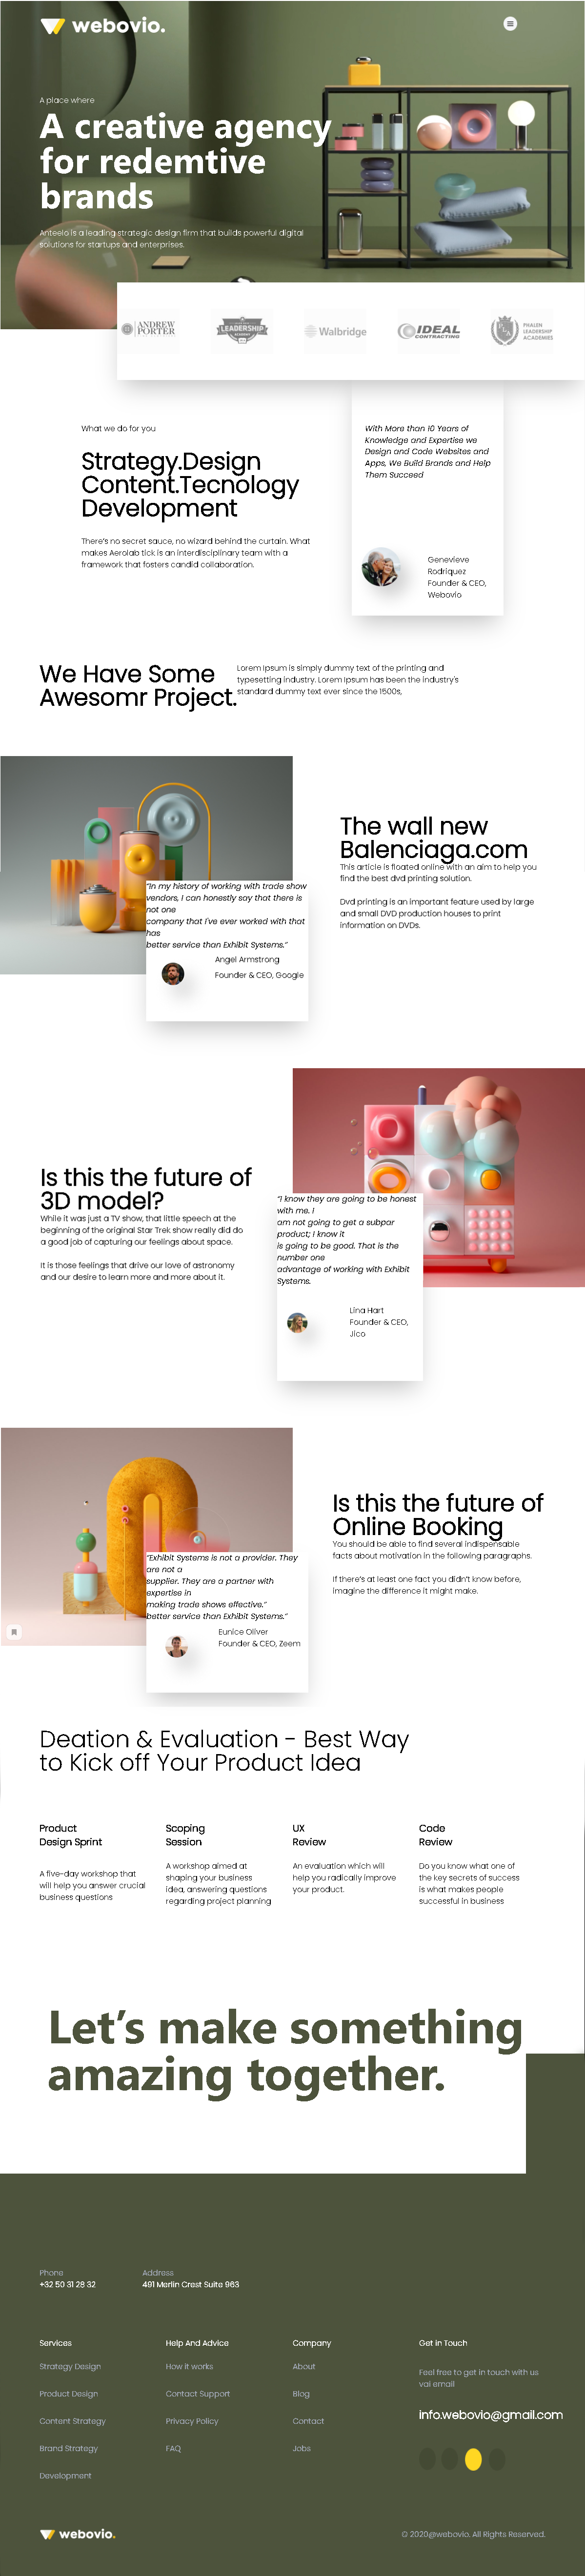 webovio.
A place where
A creative agency
for redemtive
brands
Anteelo is a leading strategic design firm that builds powerful digital
solutions for startups and enterprises.
ANDREW
PORTER
LEADERSHIP
Walbridge
IDEAL
CONTRACTING
PHALEN
LEADERSHIP
ACADEMIES
What we do for you
Strategy.Design
Content.Tecnology
Development
There's no secret sauce, no wizard behind the curtain. What
makes Aerolab tick is an interdisciplinary team with a
framework that fosters candid collaboration.
With More than 10 Years of
Knowledge and Expertise we
Design and Code Websites and
Apps, We Build Brands and Help
Them Succeed
Genevieve
Rodriquez
Founder & CEO,
Webovio
We Have Some
Awesomr Project.
Lorem Ipsum is simply dummy text of the printing and
typesetting industry. Lorem Ipsum has been the industry's
standard dummy text ever since the 1500s,
The wall new
Balenciaga.com
This article is floated online with an aim to help you
find the best dvd printing solution.
Dvd printing is an important feature used by large
and small DVD production houses to print
information on DVDs.
"In my history of working with trade show
vendors, I can honestly say that there is
not one
company that I've ever worked with that
has
better service than Exhibit Systems."
Angel Armstrong
Founder & CEO, Google
Is this the future of
3D model?
While it was just a TV show, that little speech at the
beginning of the original Star Trek show really did do
a good job of capturing our feelings about space.
It is those feelings that drive our love of astronomy
and our desire to learn more and more about it.
"I know they are going to be honest
with me. I
am not going to get a subpar
product; I know it
is going to be good. That is the
number one
advantage of working with Exhibit
Systems.
Lina Hart
Founder & CEO,
Jico
Is this the future of
Online Booking
You should be able to find several indispensable
facts about motivation in the following paragraphs.
If there's at least one fact you didn't know before,
imagine the difference it might make.
"Exhibit Systems is not a provider. They
are not a
supplier. They are a partner with
expertise in
making trade shows effective."
better service than Exhibit Systems."
Eunice Oliver
Founder & CEO, Zeem
Deation & Evaluation - Best Way
to Kick off Your Product Idea
Product
Design Sprint
A five-day workshop that
will help you answer crucial
business questions
Scoping
Session
A workshop aimed at
shaping your business
idea, answering questions
regarding project planning
UX
Review
An evaluation which will
help you radically improve
your product.
Code
Review
Do you know what one of
the key secrets of success
is what makes people
successful in business
Let's make something
amazing together.
Phone
+32 50 31 28 32
Address
491 Merlin Crest Suite 963
Services
Strategy Design
Product Design
Content Strategy
Brand Strategy
Development
Help And Advice
How it works
Contact Support
Privacy Policy
FAQ
Company
About
Blog
Contact
Jobs
Get in Touch
Feel free to get in touch with us
val email
info.webovio@gmail.com
webovio.
© 2020@webovio. All Rights Reserved.